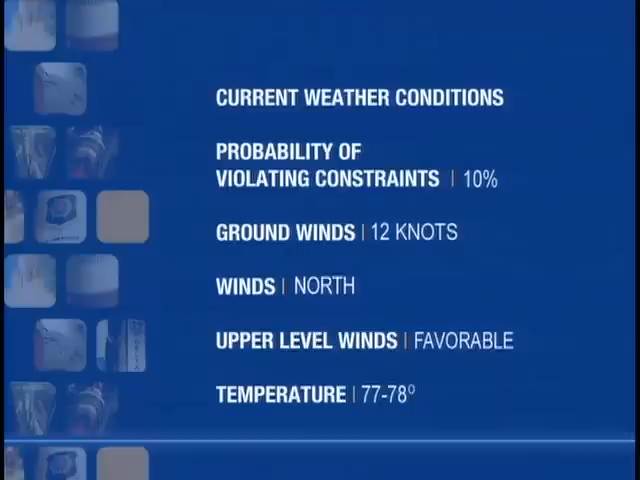 CURRENT WEATHER CONDITIONS
PROBABILITY OF
VIOLATING CONSTRAINTS | 10%
GROUND WINDS | 12 KNOTS
WINDS | NORTH
UPPER LEVEL WINDS | FAVORABLE
TEMPERATURE | 77-78º